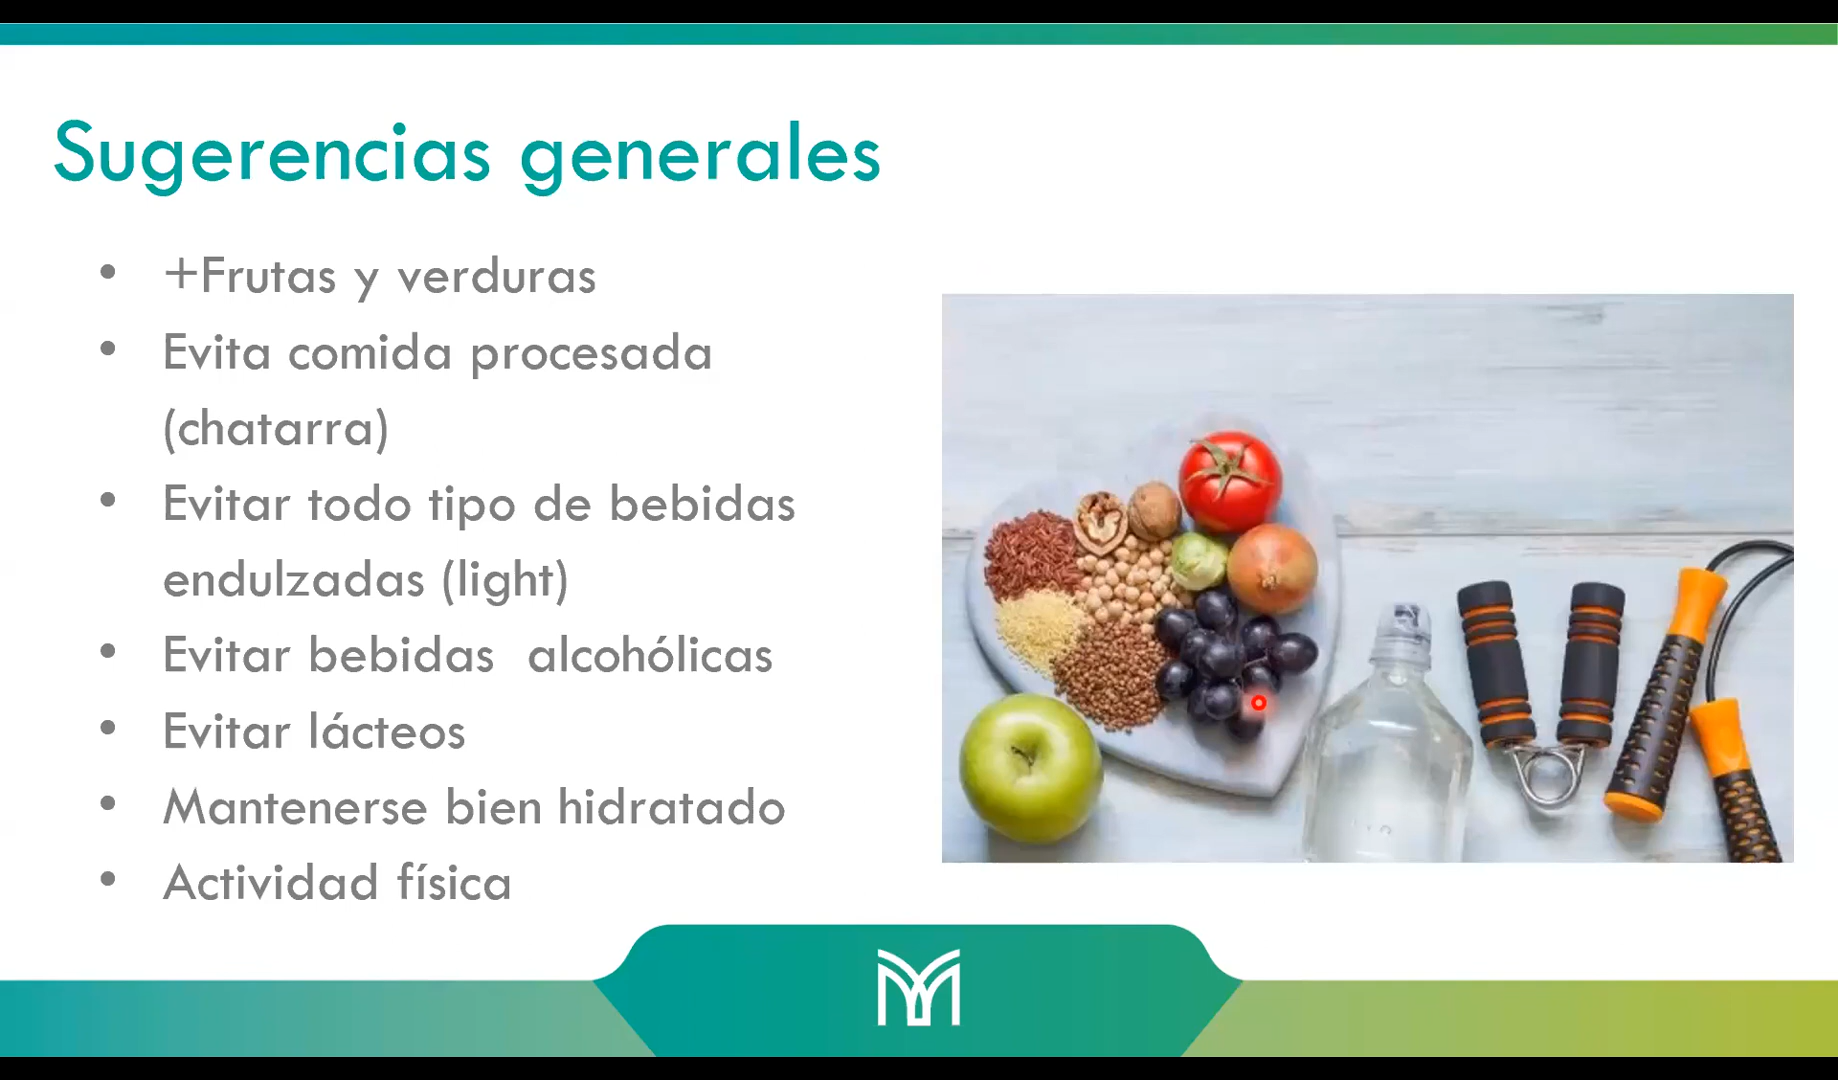 Sugerencias generales
• +Frutas y verduras
• Evita comida procesada
(chatarra)
• Evitar todo tipo de bebidas
endulzadas (light)
• Evitar bebidas  alcohólicas
• Evitar lácteos
• Mantenerse bien hidratado
• Actividad física